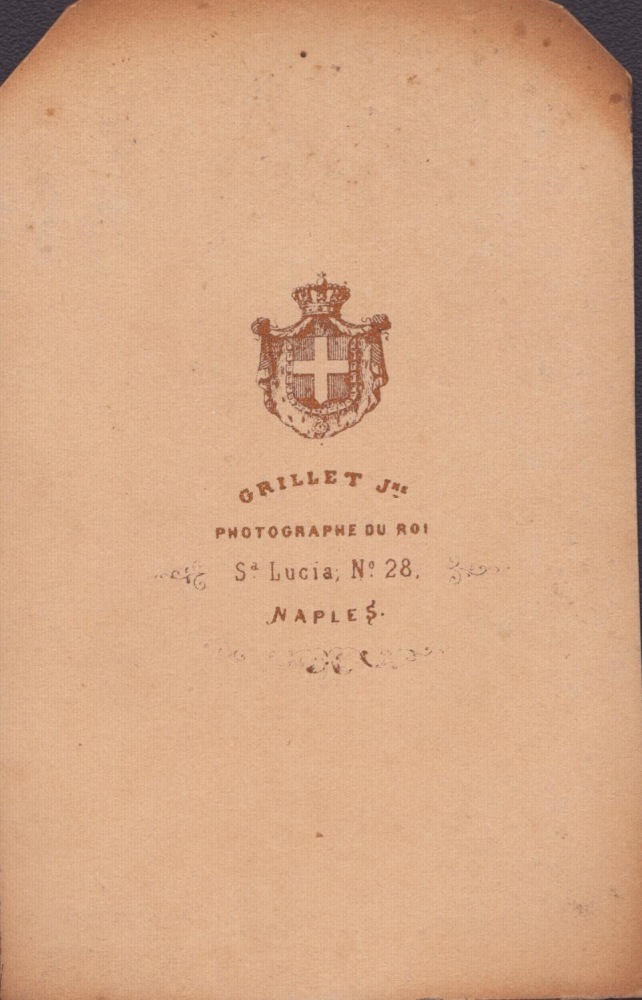 GRILLET Jne
PHOTOGRAPHE DU ROI
Sa Lucia, No 28,
NAPLES.